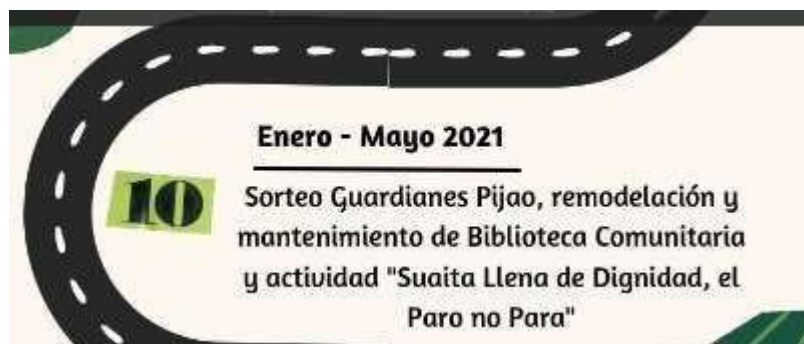 Enero - Mayo 2021
10
Sorteo Guardianes Pijao, remodelación y
mantenimiento de Biblioteca Comunitaria
y actividad "Suaita Llena de Dignidad, el
Paro no Para"